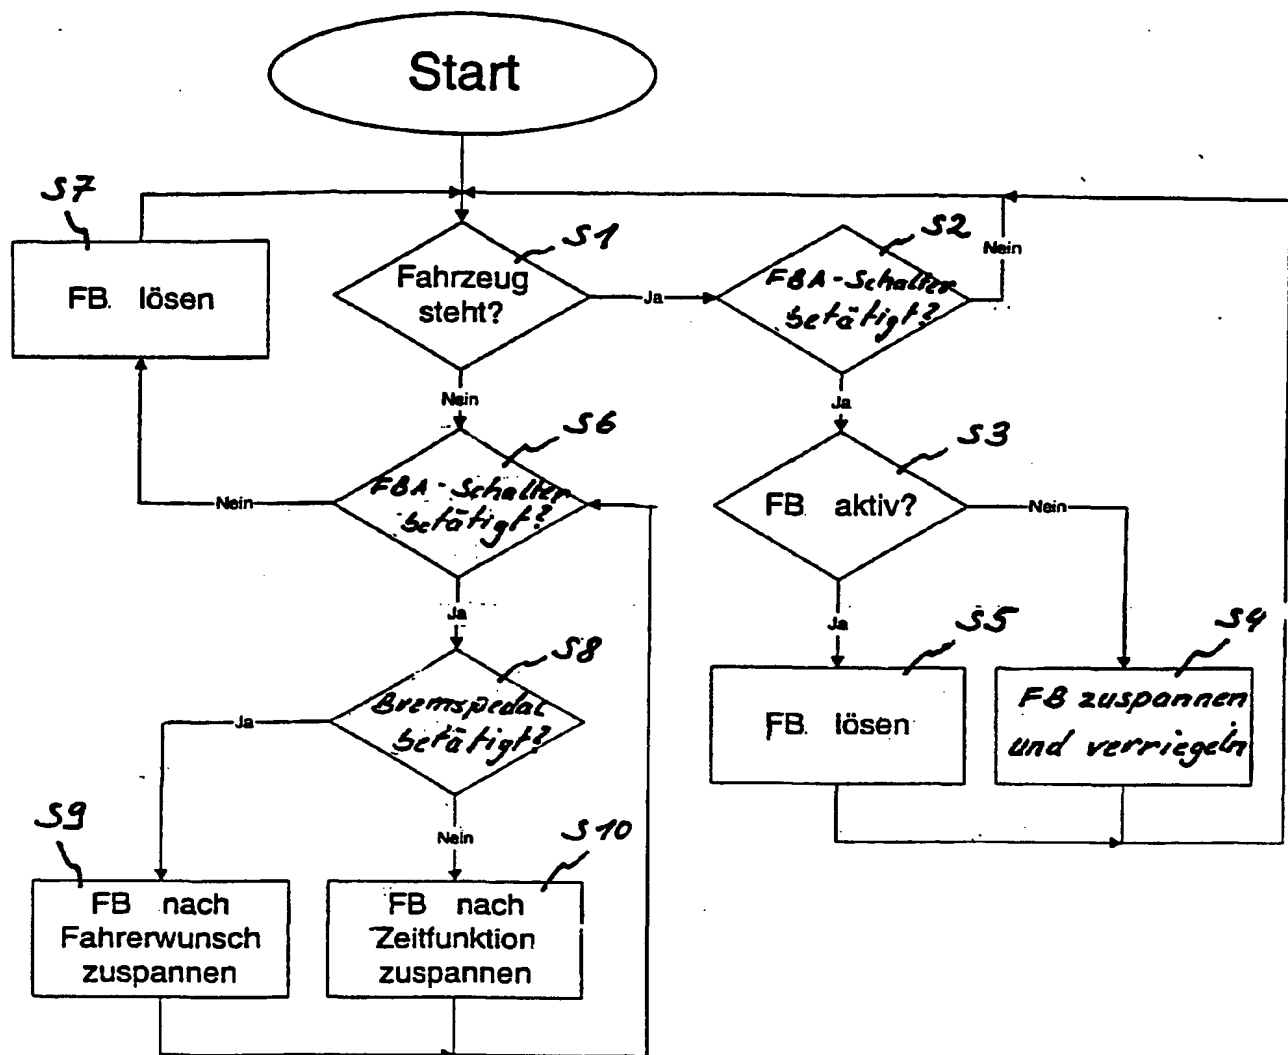 Start
S7
FB lösen
S1
Fahrzeug
steht?
Ja
S2
FBA-Schalter
betätigt?
Nein
Nein
Ja
S6
FBA-Schalter
betätigt?
Nein
S3
FB aktiv?
Nein
Ja
Ja
S8
Bremspedal
betätigt?
Ja
Nein
S5
FB lösen
S4
FB zuspannen
und verriegeln
S9
FB nach
Fahrerwunsch
zuspannen
S10
FB nach
Zeitfunktion
zuspannen